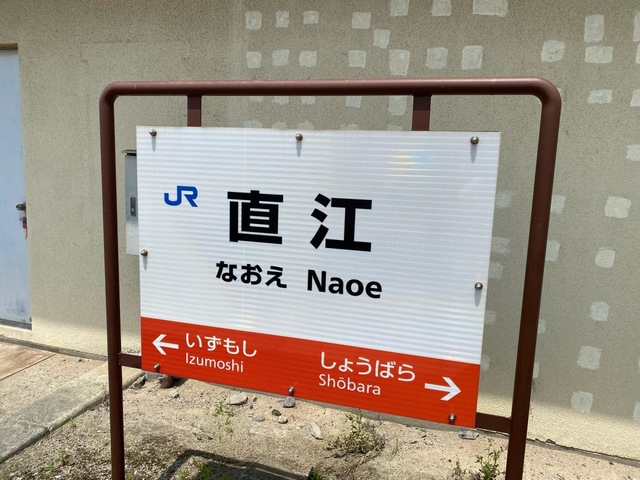 JR
直江
なおえ Naoe
いずもし
Izumoshi
しょうばら
Shōbara